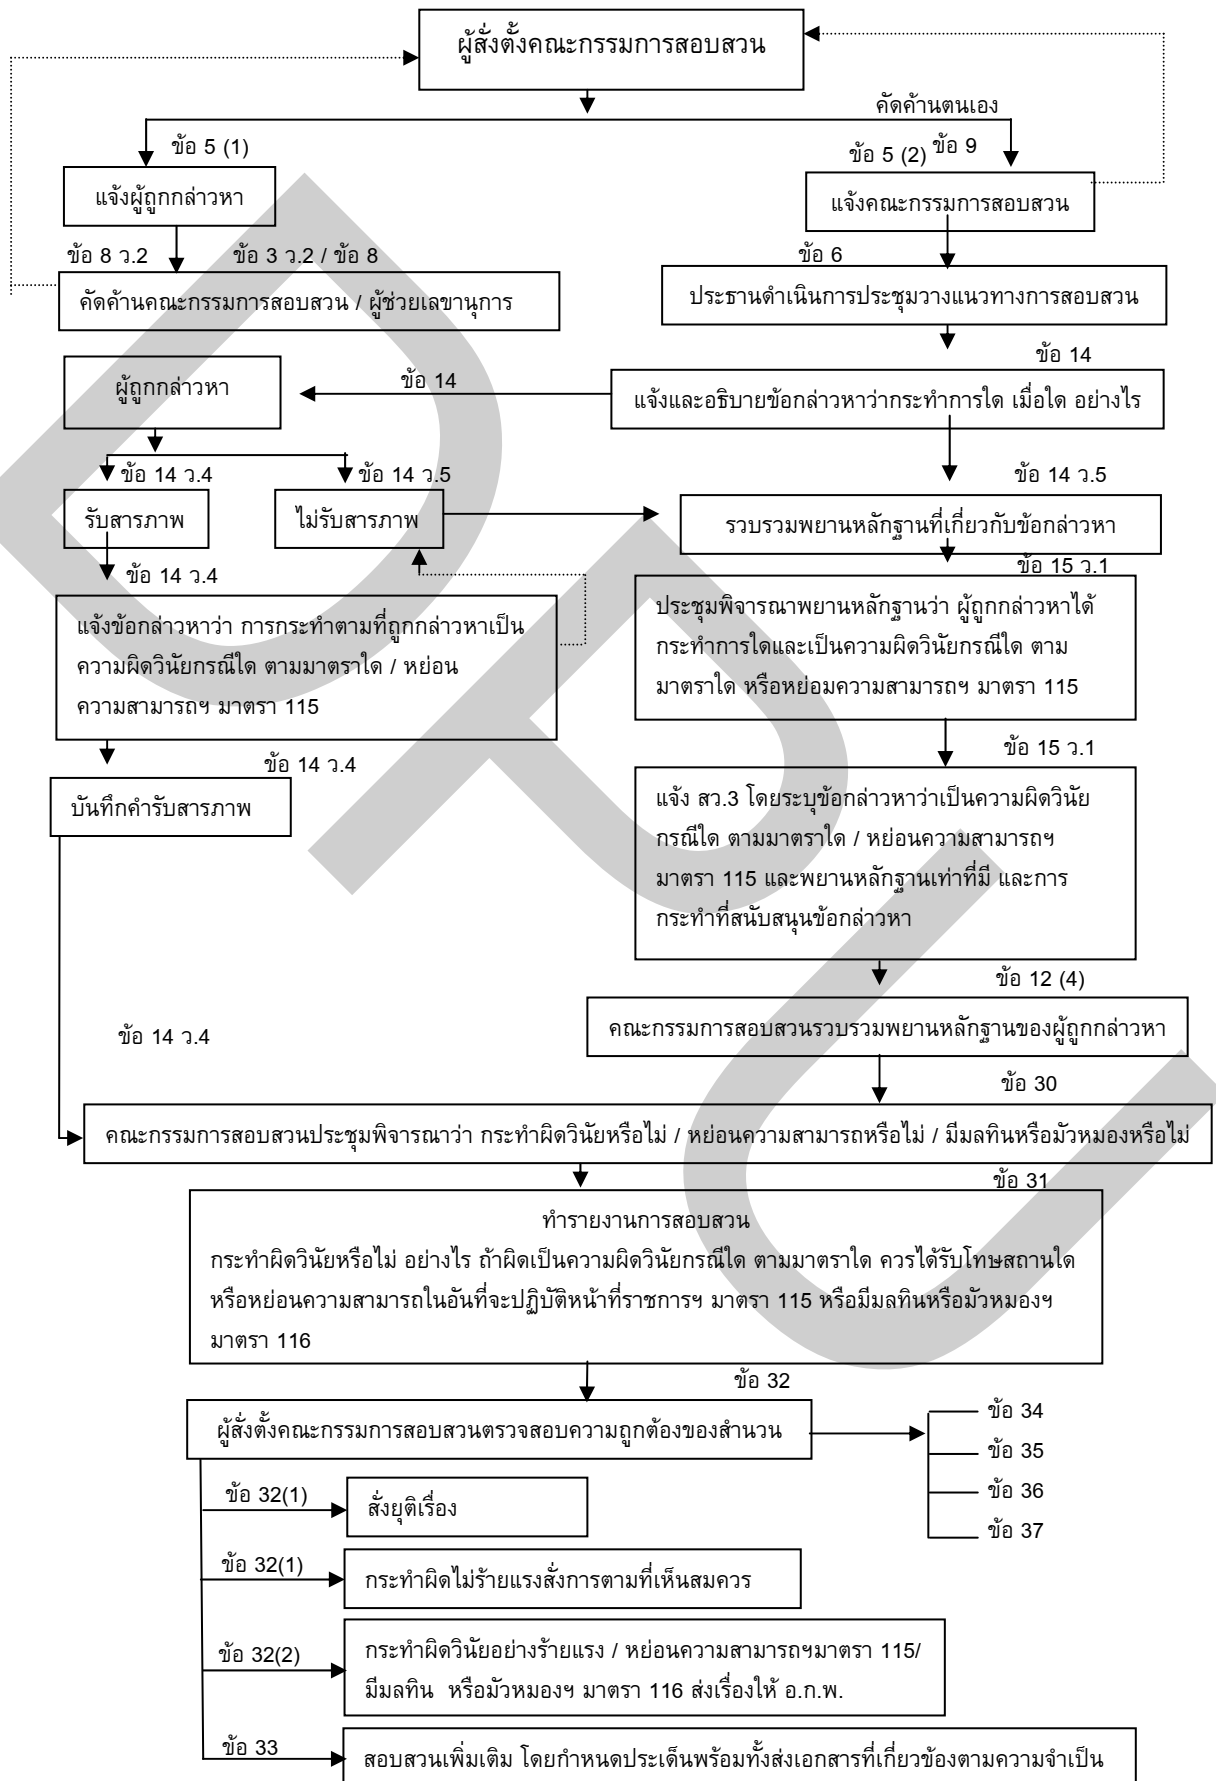 ผู้สั่งตั้งคณะกรรมการสอบสวน
คัดค้านตนเอง
ข้อ 5 (1)
ข้อ 5 (2)
ข้อ 9
แจ้งผู้ถูกกล่าวหา
แจ้งคณะกรรมการสอบสวน
ข้อ 8 ว.2
ข้อ 3 ว.2 / ข้อ 8
ข้อ 6
คัดค้านคณะกรรมการสอบสวน / ผู้ช่วยเลขานุการ
ประธานดำเนินการประชุมวางแนวทางการสอบสวน
ข้อ 14
ผู้ถูกกล่าวหา
ข้อ 14
แจ้งและอธิบายข้อกล่าวหาว่ากระทำการใด เมื่อใด อย่างไร
ข้อ 14 ว.4
ข้อ 14 ว.5
ข้อ 14 ว.5
รับสารภาพ
ไม่รับสารภาพ
รวบรวมพยานหลักฐานที่เกี่ยวกับข้อกล่าวหา
ข้อ 14 ว.4
ข้อ 15 ว.1
แจ้งข้อกล่าวหาว่า การกระทำตามที่ถูกกล่าวหาเป็น
ความผิดวินัยกรณีใด ตามมาตราใด / หย่อน
ความสามารถฯ มาตรา 115
ประชุมพิจารณาพยานหลักฐานว่า ผู้ถูกกล่าวหาได้
กระทำการใดและเป็นความผิดวินัยกรณีใด ตาม
มาตราใด หรือหย่อมความสามารถฯ มาตรา 115
ข้อ 14 ว.4
ข้อ 15 ว.1
บันทึกคำรับสารภาพ
แจ้ง สว.3 โดยระบุข้อกล่าวหาว่าเป็นความผิดวินัย
กรณีใด ตามมาตราใด / หย่อนความสามารถฯ
มาตรา 115 และพยานหลักฐานเท่าที่มี และการ
กระทำที่สนับสนุนข้อกล่าวหา
ข้อ 12 (4)
ข้อ 14 ว.4
คณะกรรมการสอบสวนรวบรวมพยานหลักฐานของผู้ถูกกล่าวหา
ข้อ 30
คณะกรรมการสอบสวนประชุมพิจารณาว่า กระทำผิดวินัยหรือไม่ / หย่อนความสามารถหรือไม่ / มีมลทินหรือมัวหมองหรือไม่
ข้อ 31
ทำรายงานการสอบสวน
กระทำผิดวินัยหรือไม่ อย่างไร ถ้าผิดเป็นความผิดวินัยกรณีใด ตามมาตราใด ควรได้รับโทษสถานใด
หรือหย่อนความสามารถในอันที่จะปฏิบัติหน้าที่ราชการฯ มาตรา 115 หรือมีมลทินหรือมัวหมองฯ
มาตรา 116
ข้อ 32
ผู้สั่งตั้งคณะกรรมการสอบสวนตรวจสอบความถูกต้องของสำนวน
ข้อ 34
ข้อ 35
ข้อ 36
ข้อ 37
ข้อ 32(1)
สั่งยุติเรื่อง
ข้อ 32(1)
กระทำผิดไม่ร้ายแรงสั่งการตามที่เห็นสมควร
ข้อ 32(2)
กระทำผิดวินัยอย่างร้ายแรง / หย่อนความสามารถฯมาตรา 115/
มีมลทิน หรือมัวหมองฯ มาตรา 116 ส่งเรื่องให้ อ.ก.พ.
ข้อ 33
สอบสวนเพิ่มเติม โดยกำหนดประเด็นพร้อมทั้งส่งเอกสารที่เกี่ยวข้องตามความจำเป็น
DPU